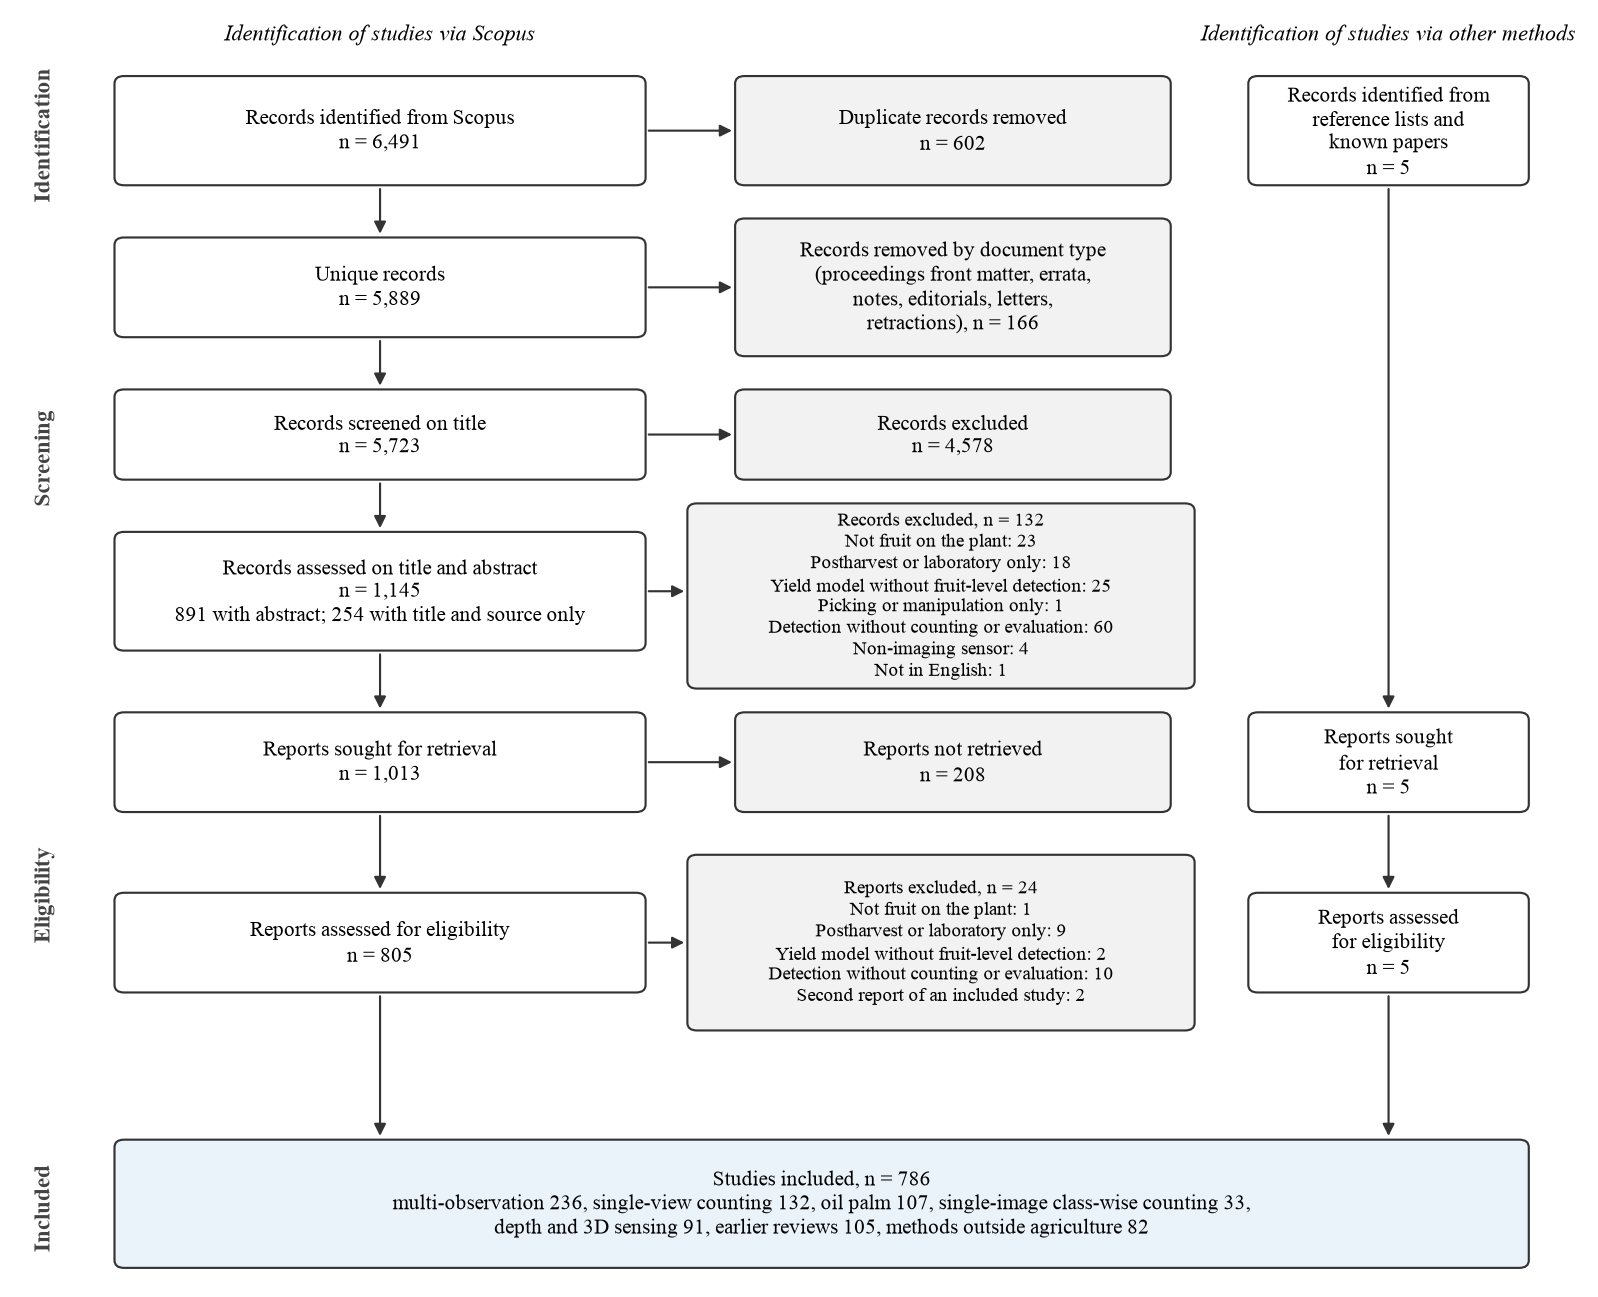 Identification of studies via Scopus
Identification of studies via other methods
Identification
Records identified from Scopus
n = 6,491
Duplicate records removed
n = 602
Records identified from
reference lists and
known papers
n = 5
Unique records
n = 5,889
Records removed by document type
(proceedings front matter, errata,
notes, editorials, letters,
retractions), n = 166
Screening
Records screened on title
n = 5,723
Records excluded
n = 4,578
Records assessed on title and abstract
n = 1,145
891 with abstract; 254 with title and source only
Records excluded, n = 132
Not fruit on the plant: 23
Postharvest or laboratory only: 18
Yield model without fruit-level detection: 25
Picking or manipulation only: 1
Detection without counting or evaluation: 60
Non-imaging sensor: 4
Not in English: 1
Reports sought for retrieval
n = 1,013
Reports not retrieved
n = 208
Reports sought
for retrieval
n = 5
Eligibility
Reports assessed for eligibility
n = 805
Reports excluded, n = 24
Not fruit on the plant: 1
Postharvest or laboratory only: 9
Yield model without fruit-level detection: 2
Detection without counting or evaluation: 10
Second report of an included study: 2
Reports assessed
for eligibility
n = 5
Included
Studies included, n = 786
multi-observation 236, single-view counting 132, oil palm 107, single-image class-wise counting 33,
depth and 3D sensing 91, earlier reviews 105, methods outside agriculture 82